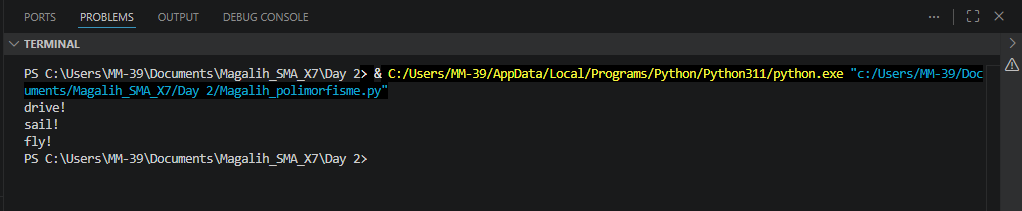 PORTS PROBLEMS OUTPUT DEBUG CONSOLE
TERMINAL
PS C:\Users\MM-39\Documents\Magalih_SMA_X7\Day 2> & C:/Users/MM-39/AppData/Local/Programs/Python/Python311/python.exe "c:/Users/MM-39/Doc
uments/Magalih_SMA_X7/Day 2/Magalih_polimorfisme.py"
drive!
sail!
fly!
PS C:\Users\MM-39\Documents\Magalih_SMA_X7\Day 2>